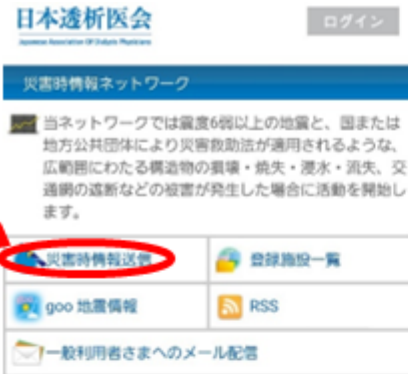 日本透析医会
Japanese Association Of Dialysis Physicians
ログイン
災害時情報ネットワーク
当ネットワークでは震度6弱以上の地震と、国または
地方公共団体により災害救助法が適用されるような、
広範囲にわたる構造物の損壊・焼失・浸水・流失、交
通網の遮断などの被害が発生した場合に活動を開始し
ます。
災害時情報送信
登録施設一覧
goo 地震情報
RSS
一般利用者さまへのメール配信